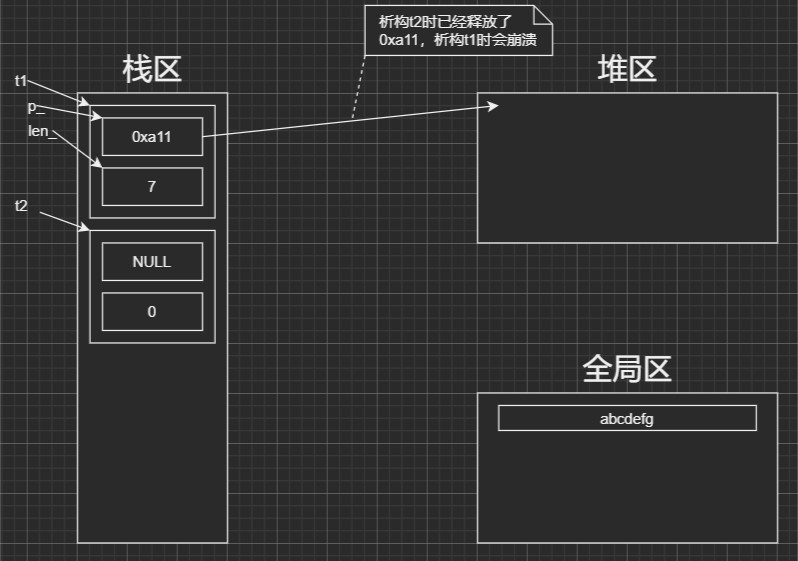 析构t2时已经释放了
0xa11，析构t1时会崩溃
栈区
堆区
t1
p_
0xa11
len_
7
t2
NULL
0
全局区
abcdefg